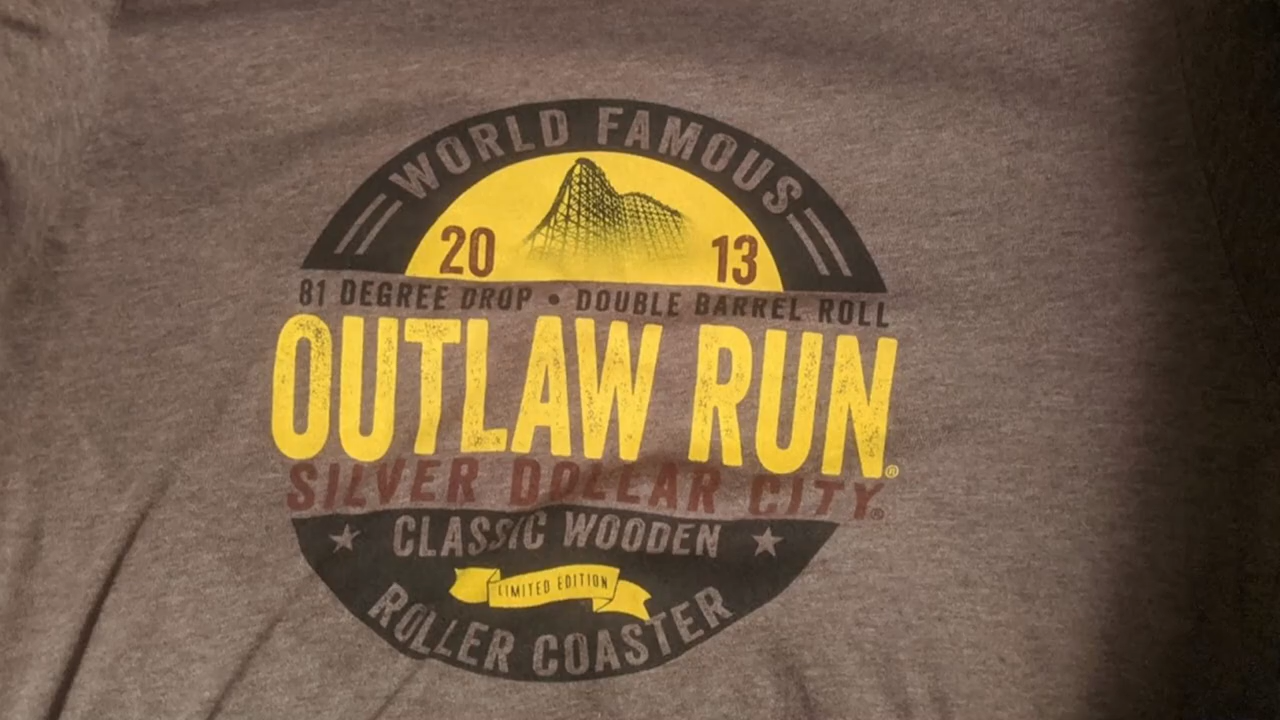 WORLD FAMOUS
20 13
81 DEGREE DROP • DOUBLE BARREL ROLL
OUTLAW RUN®
SILVER DOLLAR CITY®
CLASSIC WOODEN
LIMITED EDITION
ROLLER COASTER